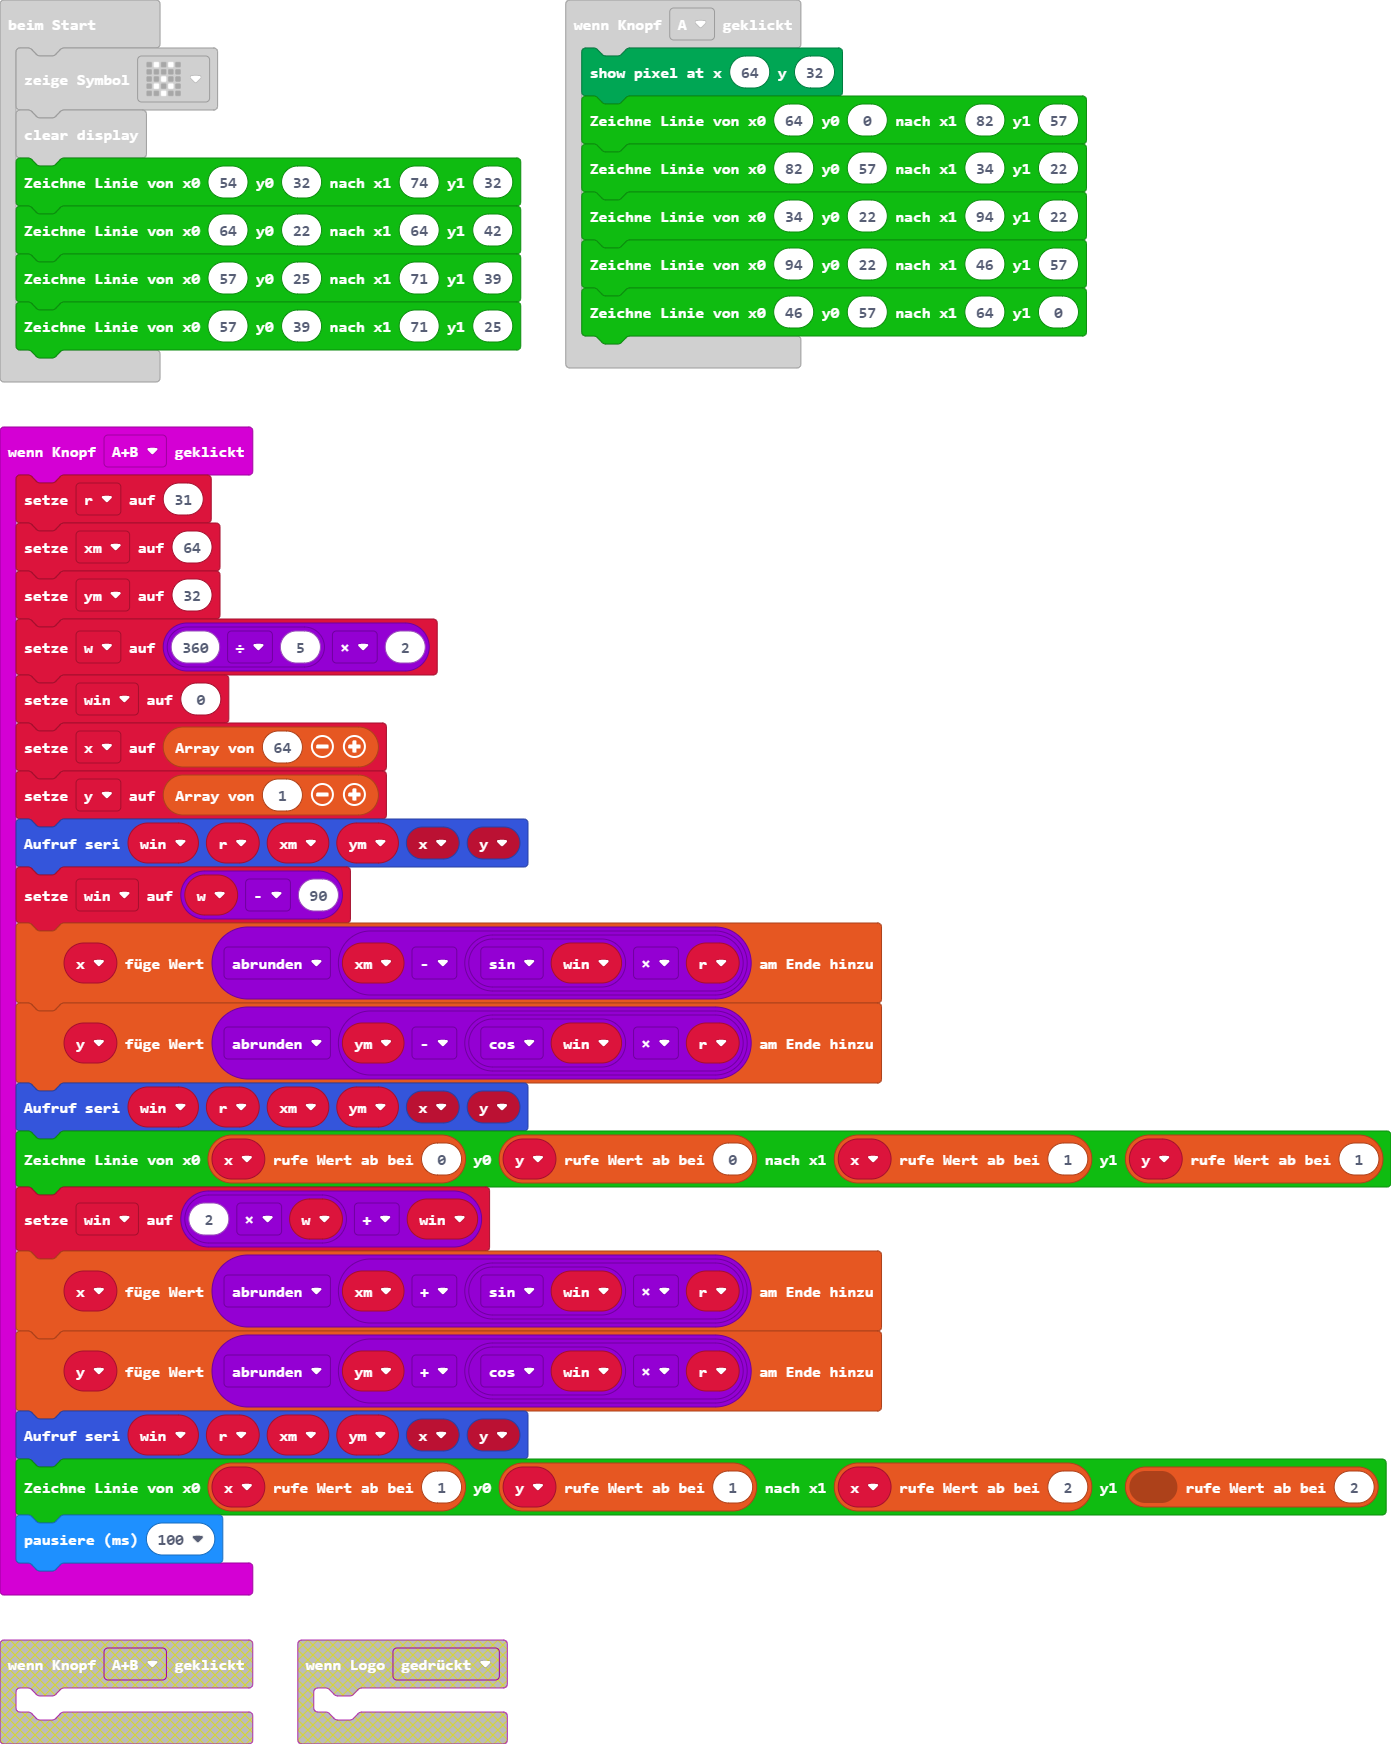 beim Start
zeige Symbol
clear display
Zeichne Linie von x0 54 y0 32 nach x1 74 y1 32
Zeichne Linie von x0 64 y0 22 nach x1 64 y1 42
Zeichne Linie von x0 57 y0 25 nach x1 71 y1 39
Zeichne Linie von x0 57 y0 39 nach x1 71 y1 25
wenn Knopf A geklickt
show pixel at x 64 y 32
Zeichne Linie von x0 64 y0 0 nach x1 82 y1 57
Zeichne Linie von x0 82 y0 57 nach x1 34 y1 22
Zeichne Linie von x0 34 y0 22 nach x1 94 y1 22
Zeichne Linie von x0 94 y0 22 nach x1 46 y1 57
Zeichne Linie von x0 46 y0 57 nach x1 64 y1 0
wenn Knopf A+B geklickt
setze r auf 31
setze xm auf 64
setze ym auf 32
setze w auf 360 ÷ 5 × 2
setze win auf 0
setze x auf Array von 64
setze y auf Array von 1
Aufruf seri win r xm ym x y
setze win auf w - 90
x füge Wert abrunden xm - sin win × r am Ende hinzu
y füge Wert abrunden ym - cos win × r am Ende hinzu
Aufruf seri win r xm ym x y
Zeichne Linie von x0 x rufe Wert ab bei 0 y0 y rufe Wert ab bei 0 nach x1 x rufe Wert ab bei 1 y1 y rufe Wert ab bei 1
setze win auf 2 × w + win
x füge Wert abrunden xm + sin win × r am Ende hinzu
y füge Wert abrunden ym + cos win × r am Ende hinzu
Aufruf seri win r xm ym x y
Zeichne Linie von x0 x rufe Wert ab bei 1 y0 y rufe Wert ab bei 1 nach x1 x rufe Wert ab bei 2 y1 rufe Wert ab bei 2
pausiere (ms) 100
wenn Knopf A+B geklickt
wenn Logo gedrückt